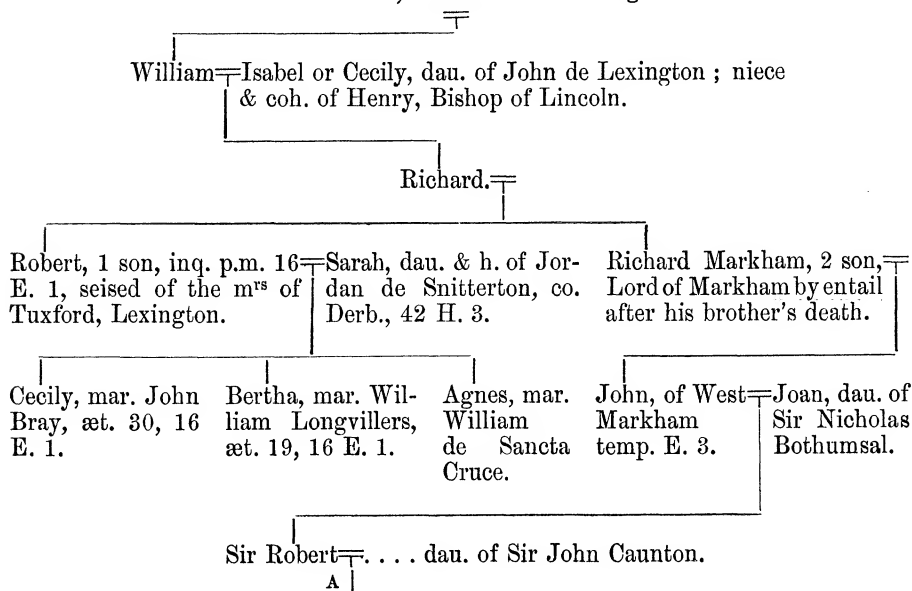 William Isabel or Cecily, dau. of John de Lexington ; niece
& coh. of Henry, Bishop of Lincoln.
Richard.
Robert, 1 son, inq. p.m. 16
E. 1, seised of the mrs of
Tuxford, Lexington.
Sarah, dau. & h. of Jor-
dan de Snitterton, co.
Derb., 42 H. 3.
Richard Markham, 2 son,
Lord of Markham by entail
after his brother's death.
Cecily, mar. John
Bray, æt. 30, 16
E. 1.
Bertha, mar. Wil-
liam Longvillers,
æt. 19, 16 E. 1.
Agnes, mar.
William
de Sancta
Cruce.
John, of West
Markham
temp. E. 3.
Joan, dau. of
Sir Nicholas
Bothumsal.
Sir Robert . . . . dau. of Sir John Caunton.
A